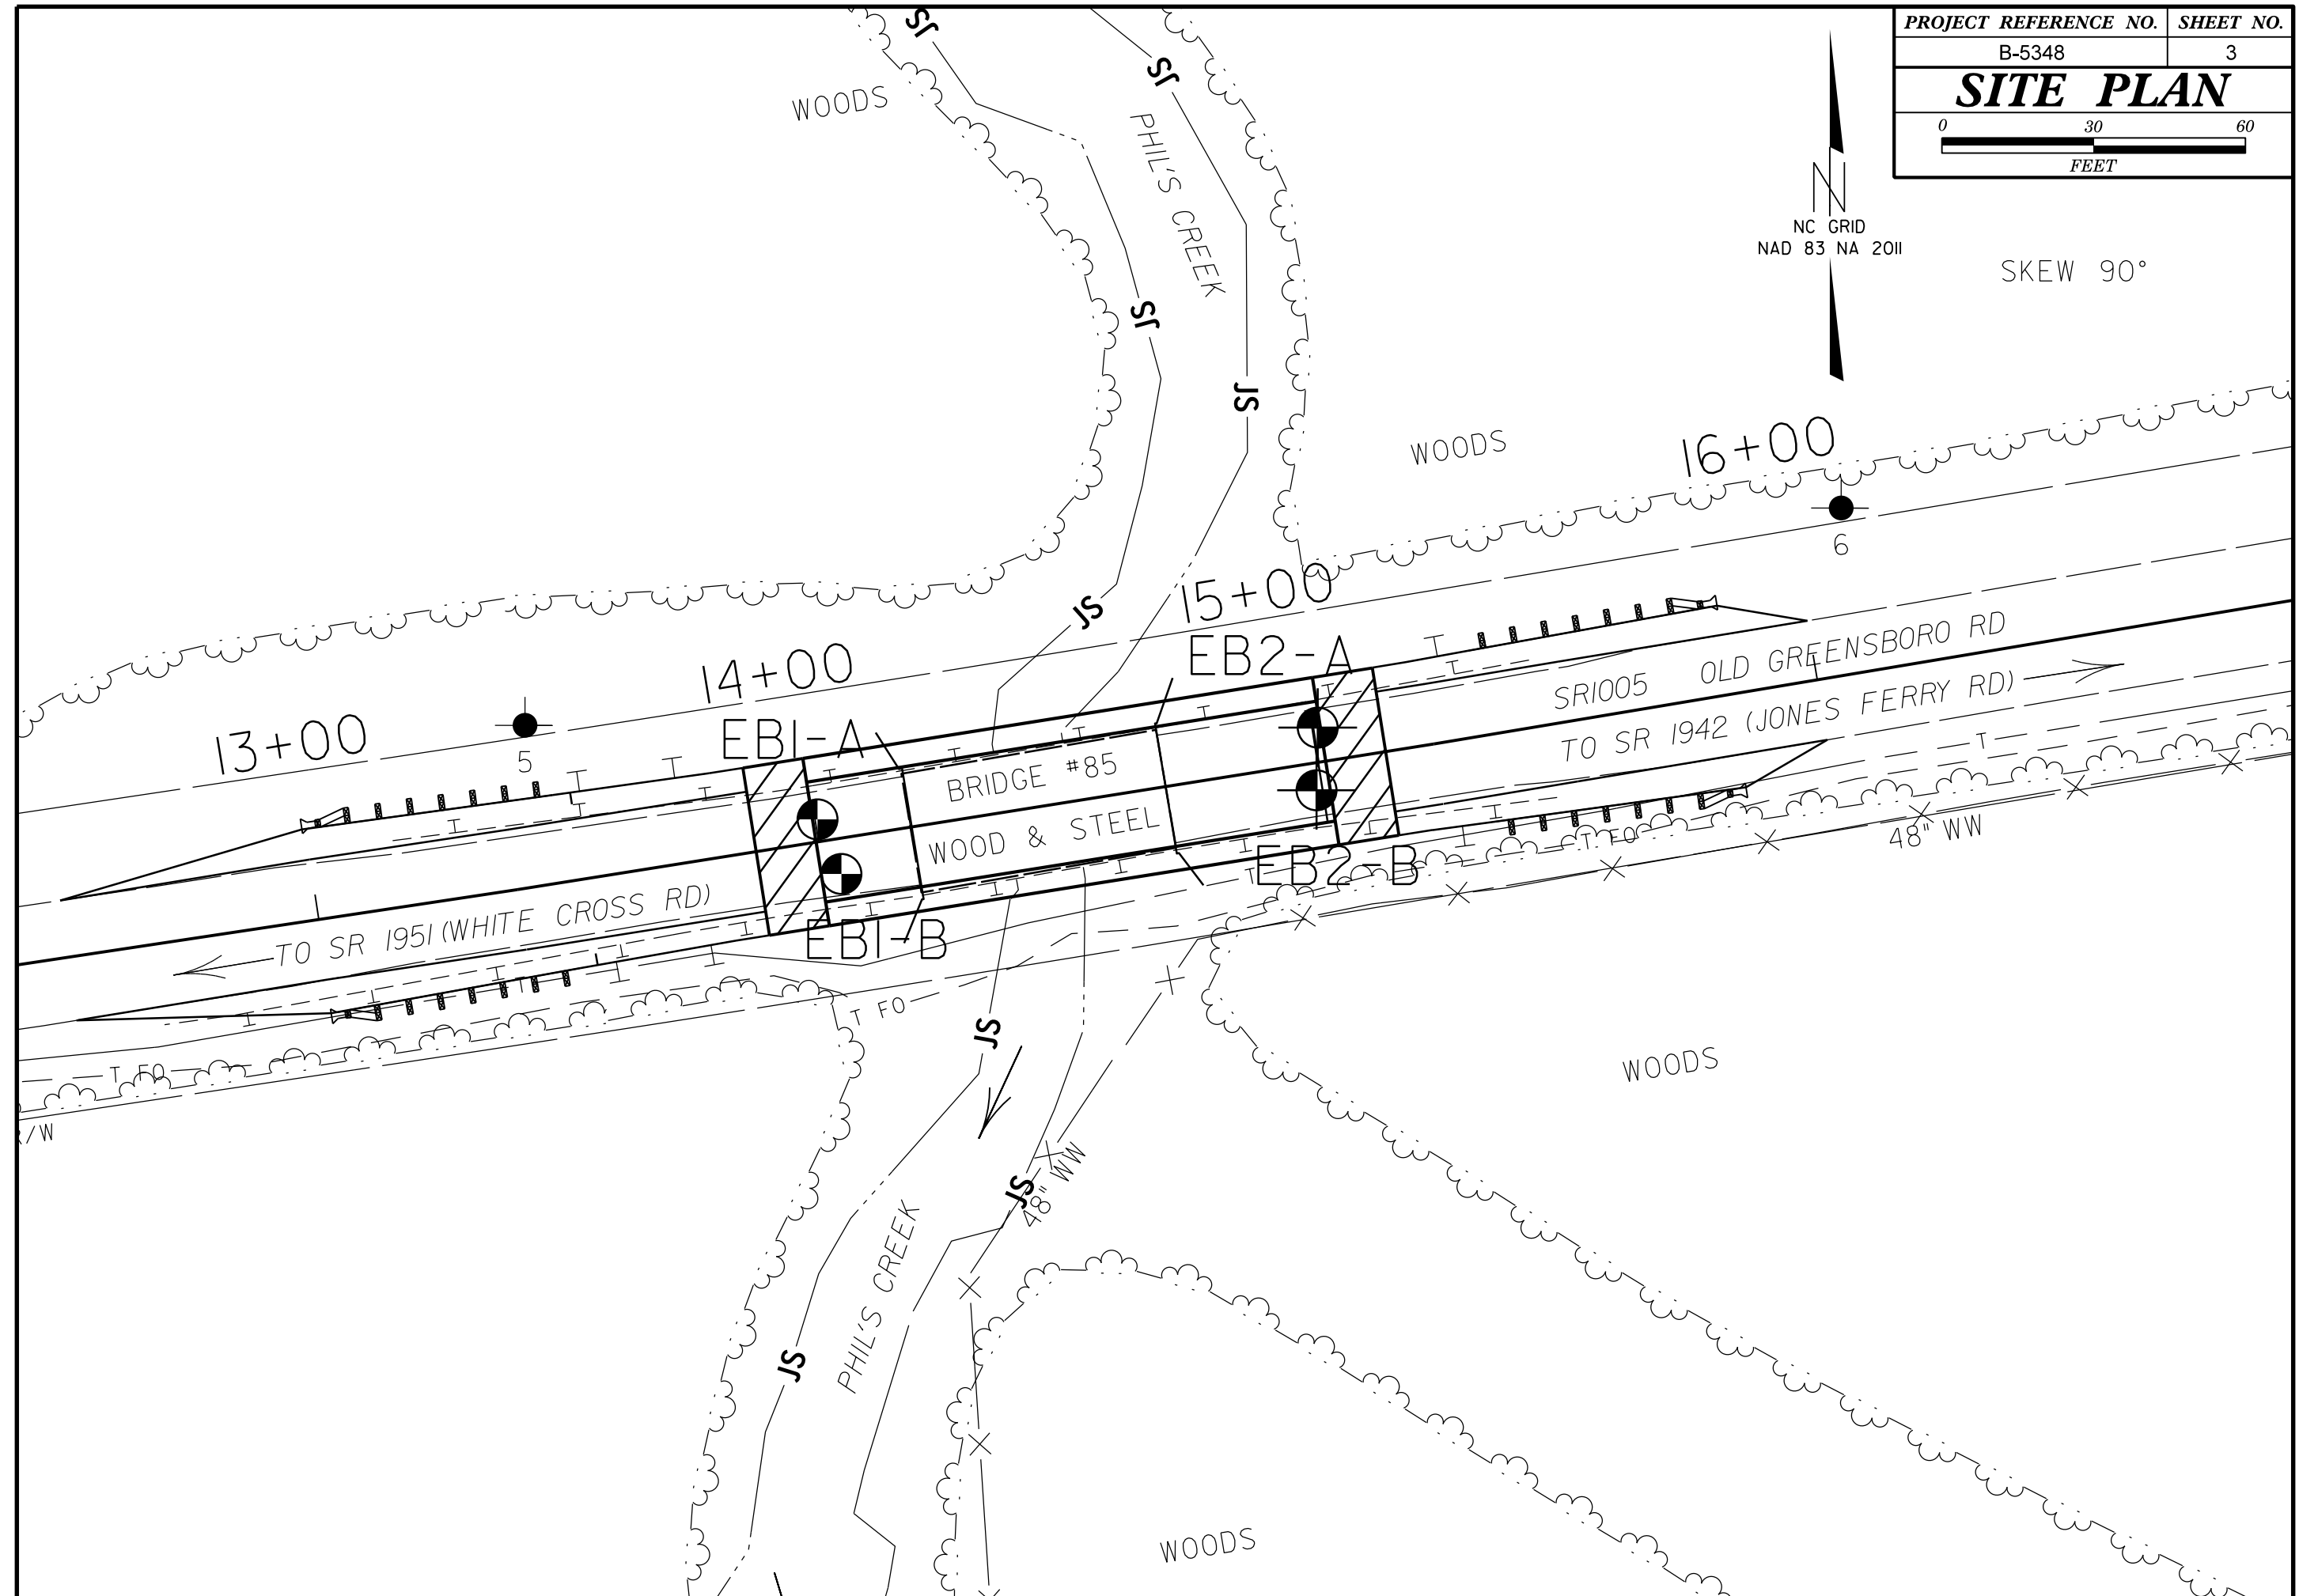 PROJECT REFERENCE NO. SHEET NO.
B-5348 3
SITE PLAN
0 30 60
FEET
JS
JS
WOODS
PHIL'S CREEK
N
NC GRID
NAD 83 NA 2011
SKEW 90°
JS
JS
WOODS
16+00
6
JS
15+00
14+00
EB2-A
SR1005 OLD GREENSBORO RD
TO SR 1942 (JONES FERRY RD)
13+00
5
EB1-A
BRIDGE #85
WOOD & STEEL
T
T FO
48" WW
EB2-B
T
TO SR 1951 (WHITE CROSS RD)
EB1-B
T
T FO
T FO
R/W
JS
WOODS
JS
48" WW
PHIL'S CREEK
JS
WOODS